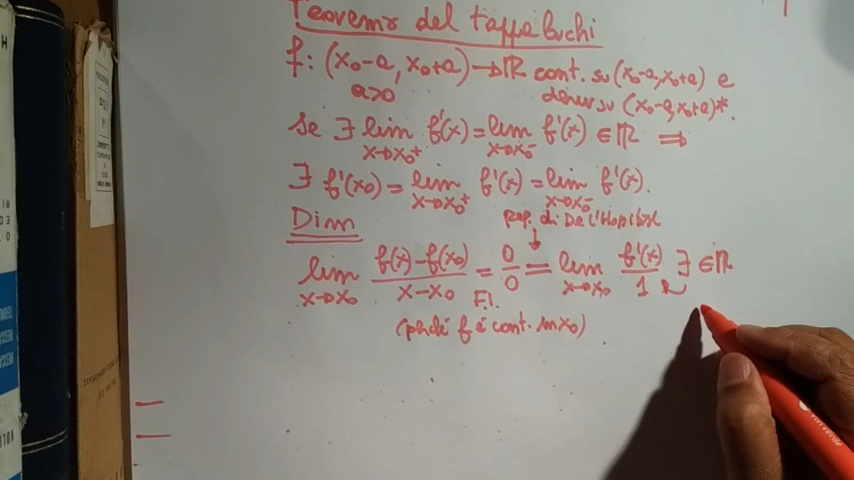 Teorema del tappabuchi
f: (x₀-a, x₀+a) → ℝ cont. su (x₀-a, x₀+a) e
a>0 deriv su (x₀-a, x₀+a)*.
Se ∃ lim f'(x) = lim f'(x) ∈ ℝ ⇒
x→x₀⁺ x→x₀⁻
∃ f'(x₀) = lim f'(x) = lim f'(x).
x→x₀⁺ x→x₀⁻
Dim
di De L'Hopital
lim f(x)-f(x₀) / x-x₀ = 0/0 = lim f'(x)/1 ∃ ∈ ℝ
x→x₀ F.I. x→x₀
(perché f è cont. in x₀)